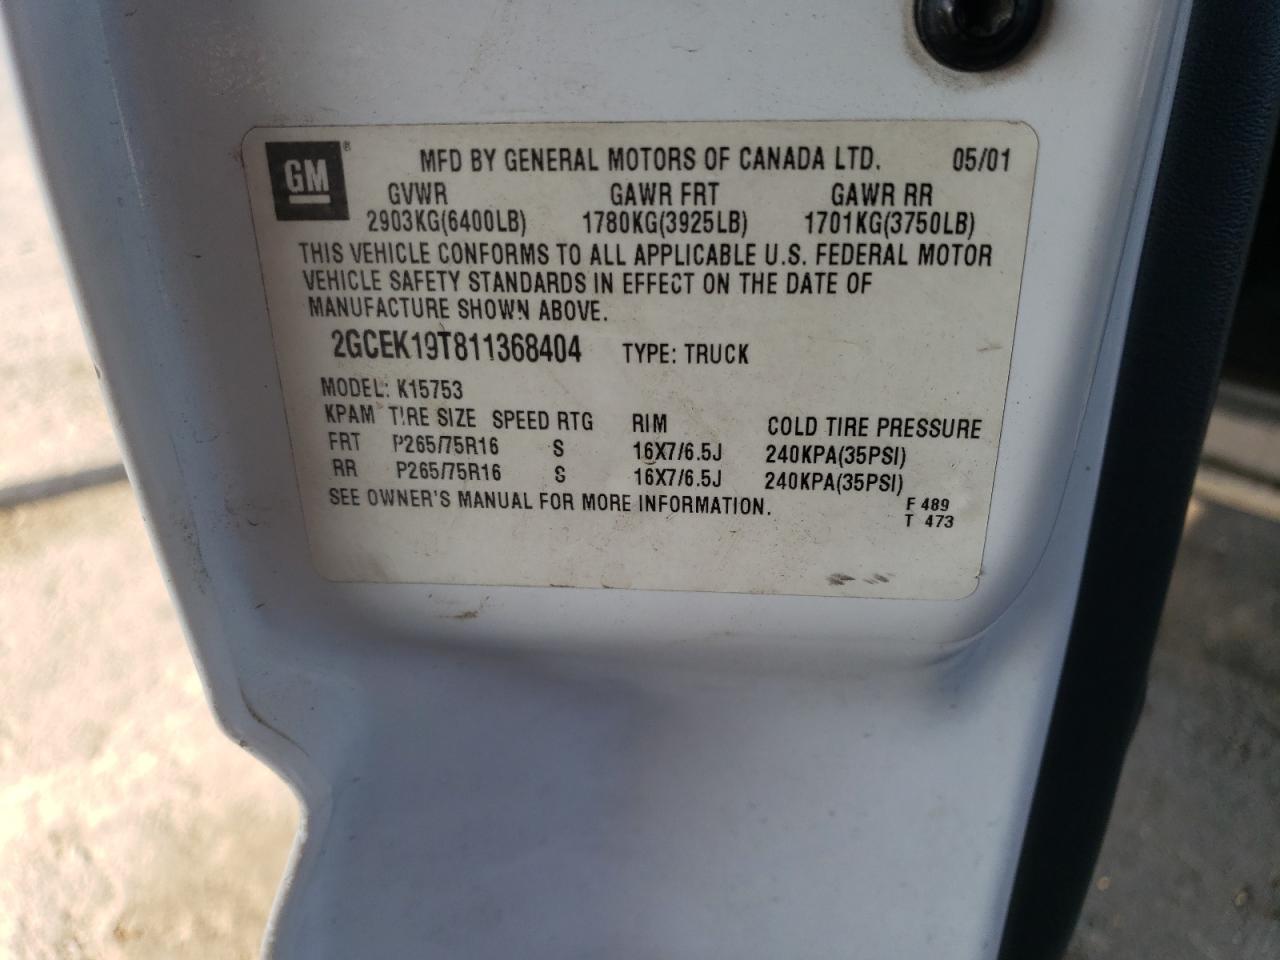 GM® MFD BY GENERAL MOTORS OF CANADA LTD. 05/01
GVWR GAWR FRT GAWR RR
2903KG(6400LB) 1780KG(3925LB) 1701KG(3750LB)
THIS VEHICLE CONFORMS TO ALL APPLICABLE U.S. FEDERAL MOTOR
VEHICLE SAFETY STANDARDS IN EFFECT ON THE DATE OF
MANUFACTURE SHOWN ABOVE.
2GCEK19T811368404 TYPE: TRUCK
MODEL: K15753
KPAM TIRE SIZE SPEED RTG RIM COLD TIRE PRESSURE
FRT P265/75R16 S 16X7/6.5J 240KPA(35PSI)
RR P265/75R16 S 16X7/6.5J 240KPA(35PSI)
SEE OWNER'S MANUAL FOR MORE INFORMATION. F 489
T 473